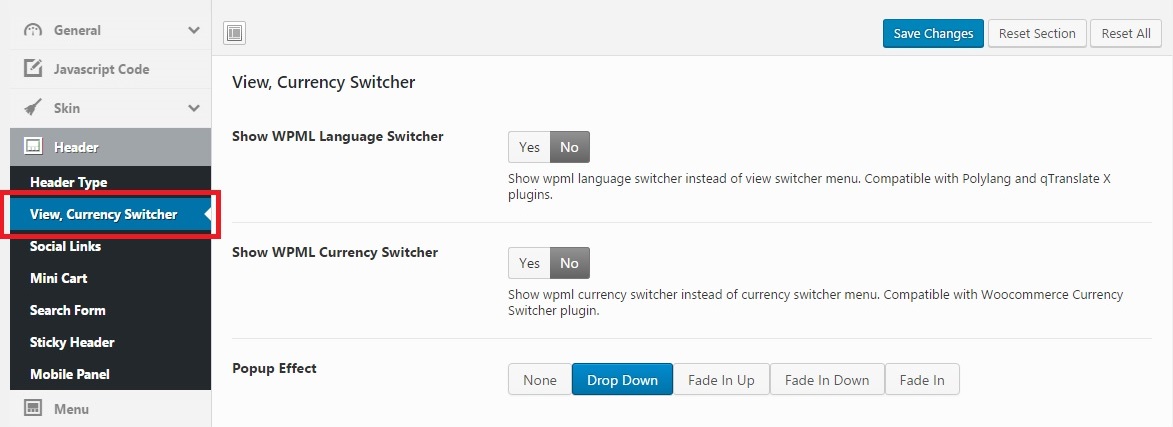 General
Javascript Code
Skin
Header
Header Type
View, Currency Switcher
Social Links
Mini Cart
Search Form
Sticky Header
Mobile Panel
Menu
Save Changes
Reset Section
Reset All
View, Currency Switcher
Show WPML Language Switcher
Yes No
Show wpml language switcher instead of view switcher menu. Compatible with Polylang and qTranslate X
plugins.
Show WPML Currency Switcher
Yes No
Show wpml currency switcher instead of currency switcher menu. Compatible with Woocommerce Currency
Switcher plugin.
Popup Effect
None Drop Down Fade In Up Fade In Down Fade In